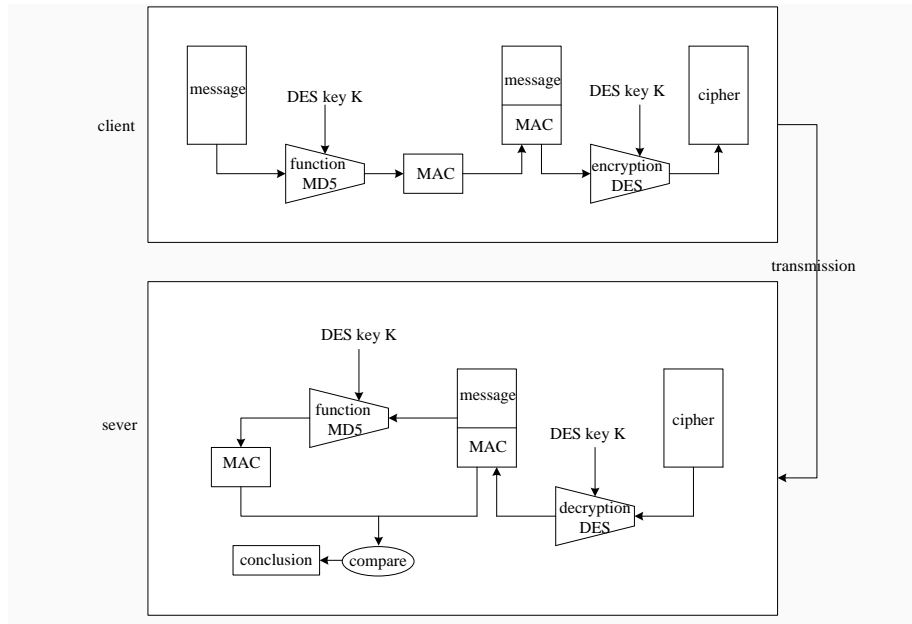 client
message
DES key K
function
MD5
MAC
message
MAC
DES key K
encryption
DES
cipher
transmission
sever
DES key K
function
MD5
MAC
message
MAC
DES key K
decryption
DES
cipher
conclusion
compare